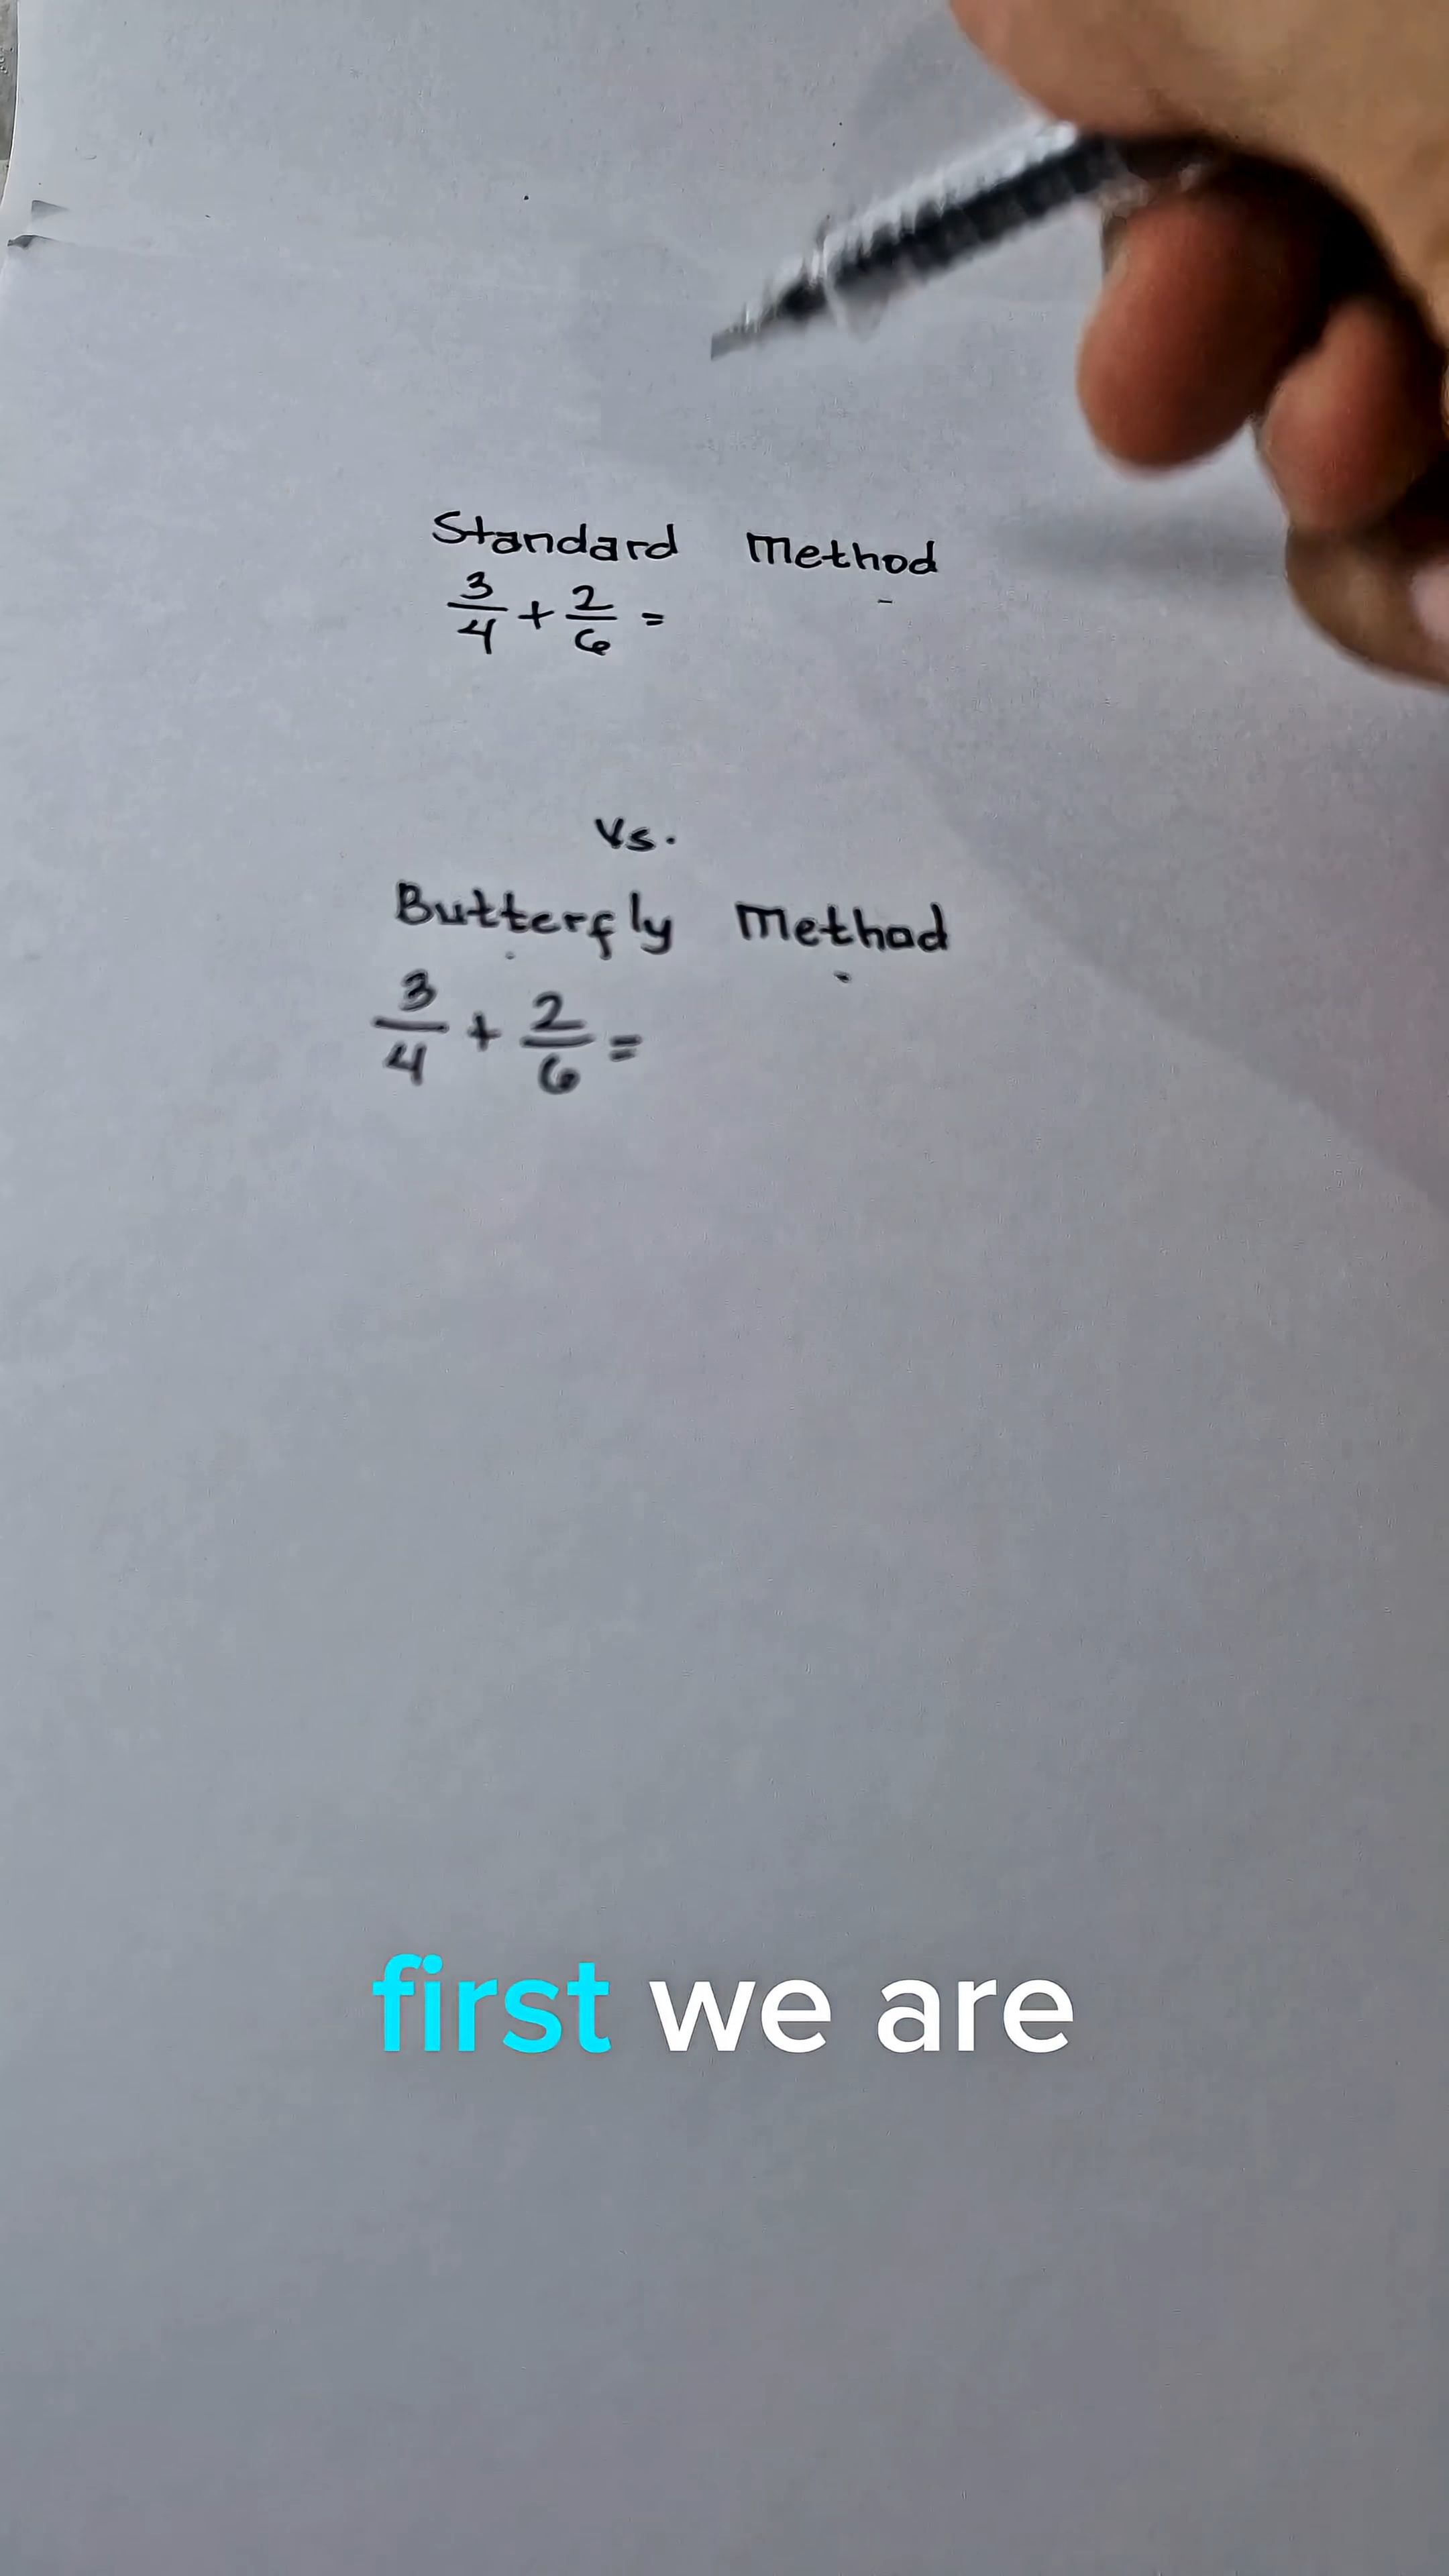 Standard Method
3/4 + 2/6 =
Vs.
Butterfly Method
3/4 + 2/6 =
first we are